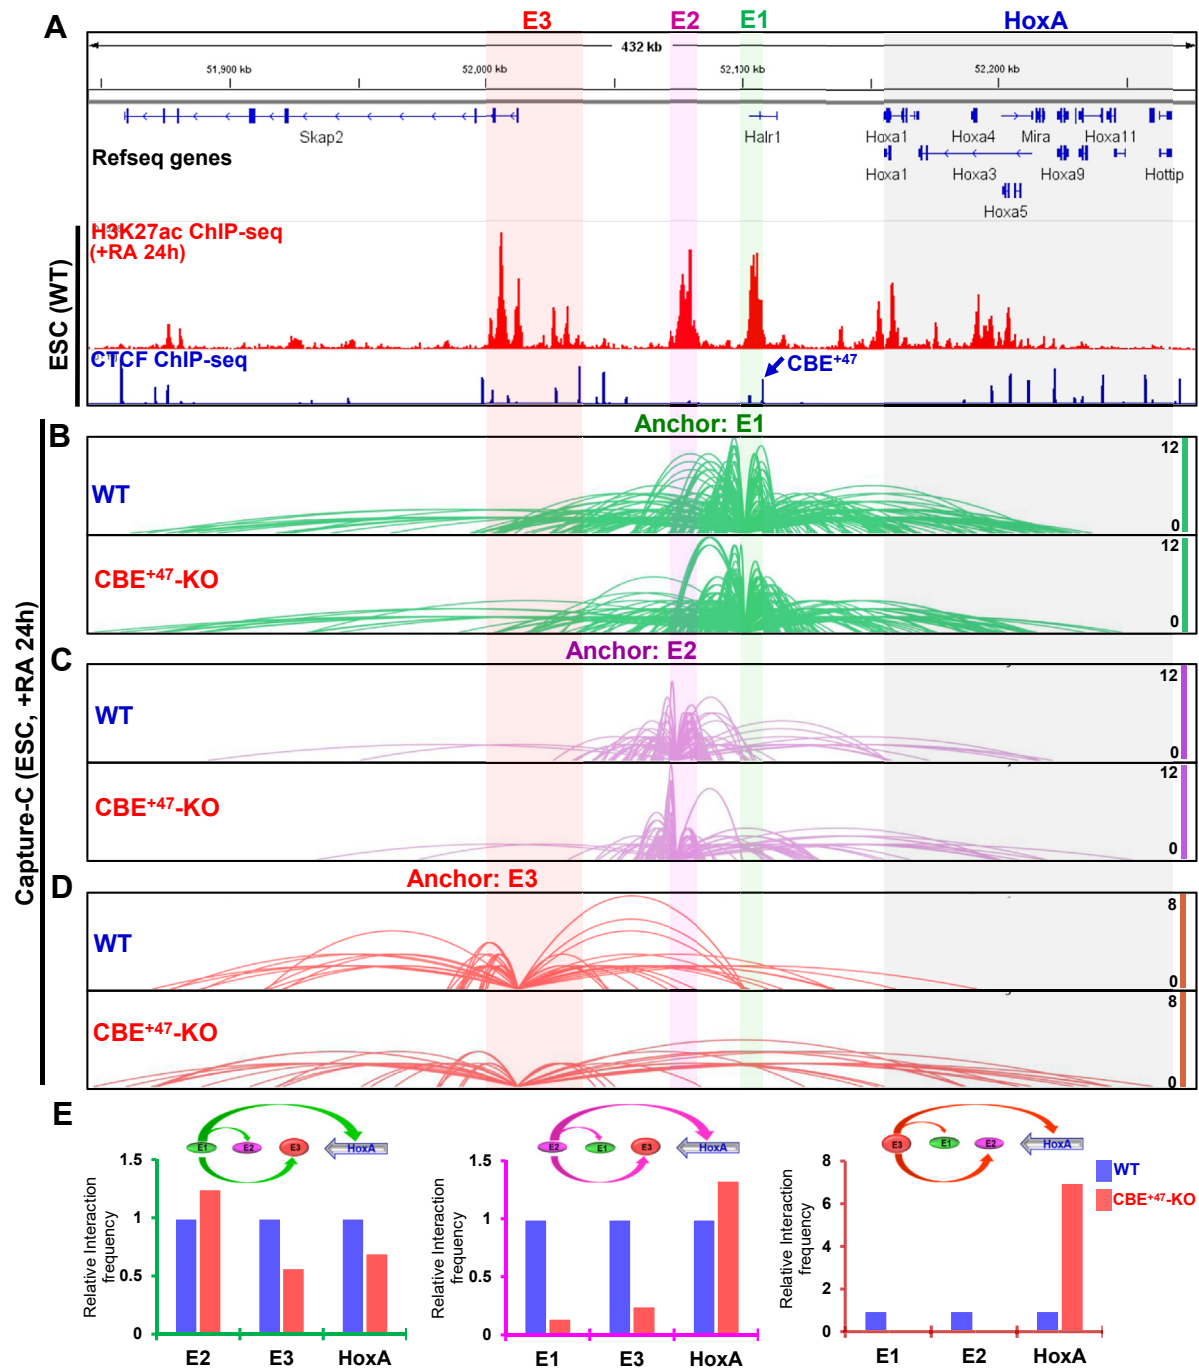 A
E3 E2 E1 HoxA
432 kb
51,900 kb 52,000 kb 52,100 kb 52,200 kb
Skap2 Halr1 Hoxa1 Hoxa4 Mira Hoxa11
Refseq genes
Hoxa1 Hoxa3 Hoxa9 Hottip
Hoxa5
ESC (WT)
H3K27ac ChIP-seq
(+RA 24h)
CTCF ChIP-seq
CBE+47
Capture-C (ESC, +RA 24h)
B
Anchor: E1
WT
12
0
CBE+47-KO
12
0
C
Anchor: E2
WT
12
0
CBE+47-KO
12
0
D
Anchor: E3
WT
8
0
CBE+47-KO
8
0
E
E1 E2 E3 HoxA
Relative Interaction
frequency
1.5
1
0.5
0
E2 E3 HoxA
E2 E1 E3 HoxA
Relative Interaction
frequency
1.5
1
0.5
0
E1 E3 HoxA
E3 E1 E2 HoxA
Relative Interaction
frequency
8
6
4
2
0
E1 E2 HoxA
WT
CBE+47-KO